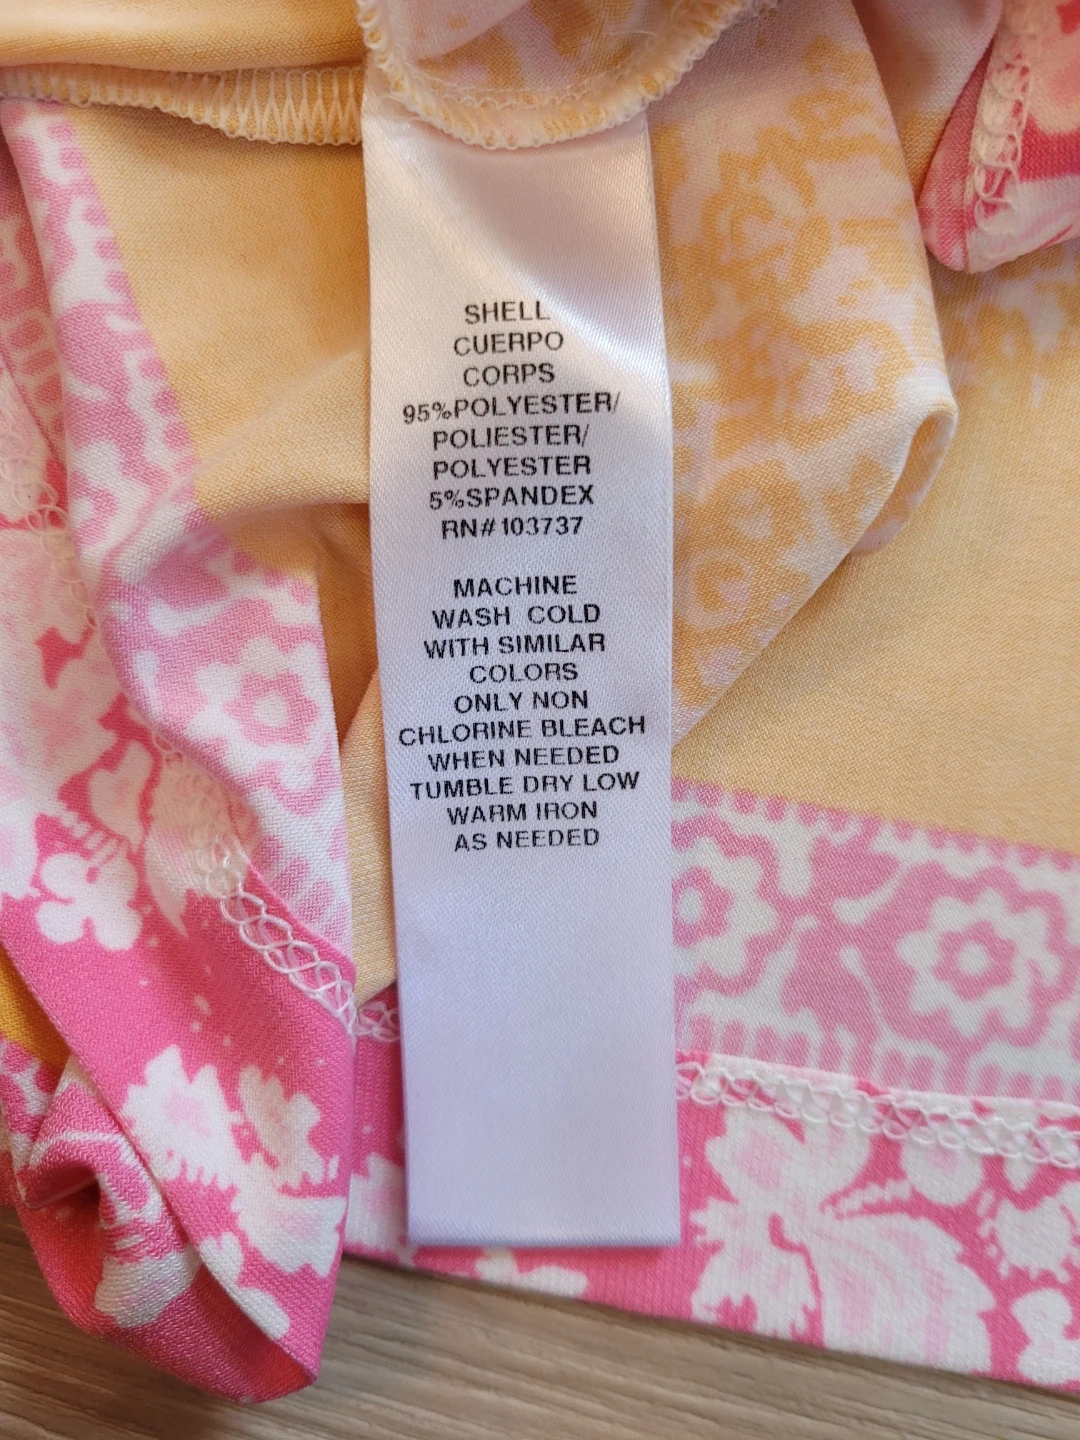 SHELL
CUERPO
CORPS
95%POLYESTER/
POLIESTER/
POLYESTER
5%SPANDEX
RN#103737
MACHINE
WASH COLD
WITH SIMILAR
COLORS
ONLY NON
CHLORINE BLEACH
WHEN NEEDED
TUMBLE DRY LOW
WARM IRON
AS NEEDED